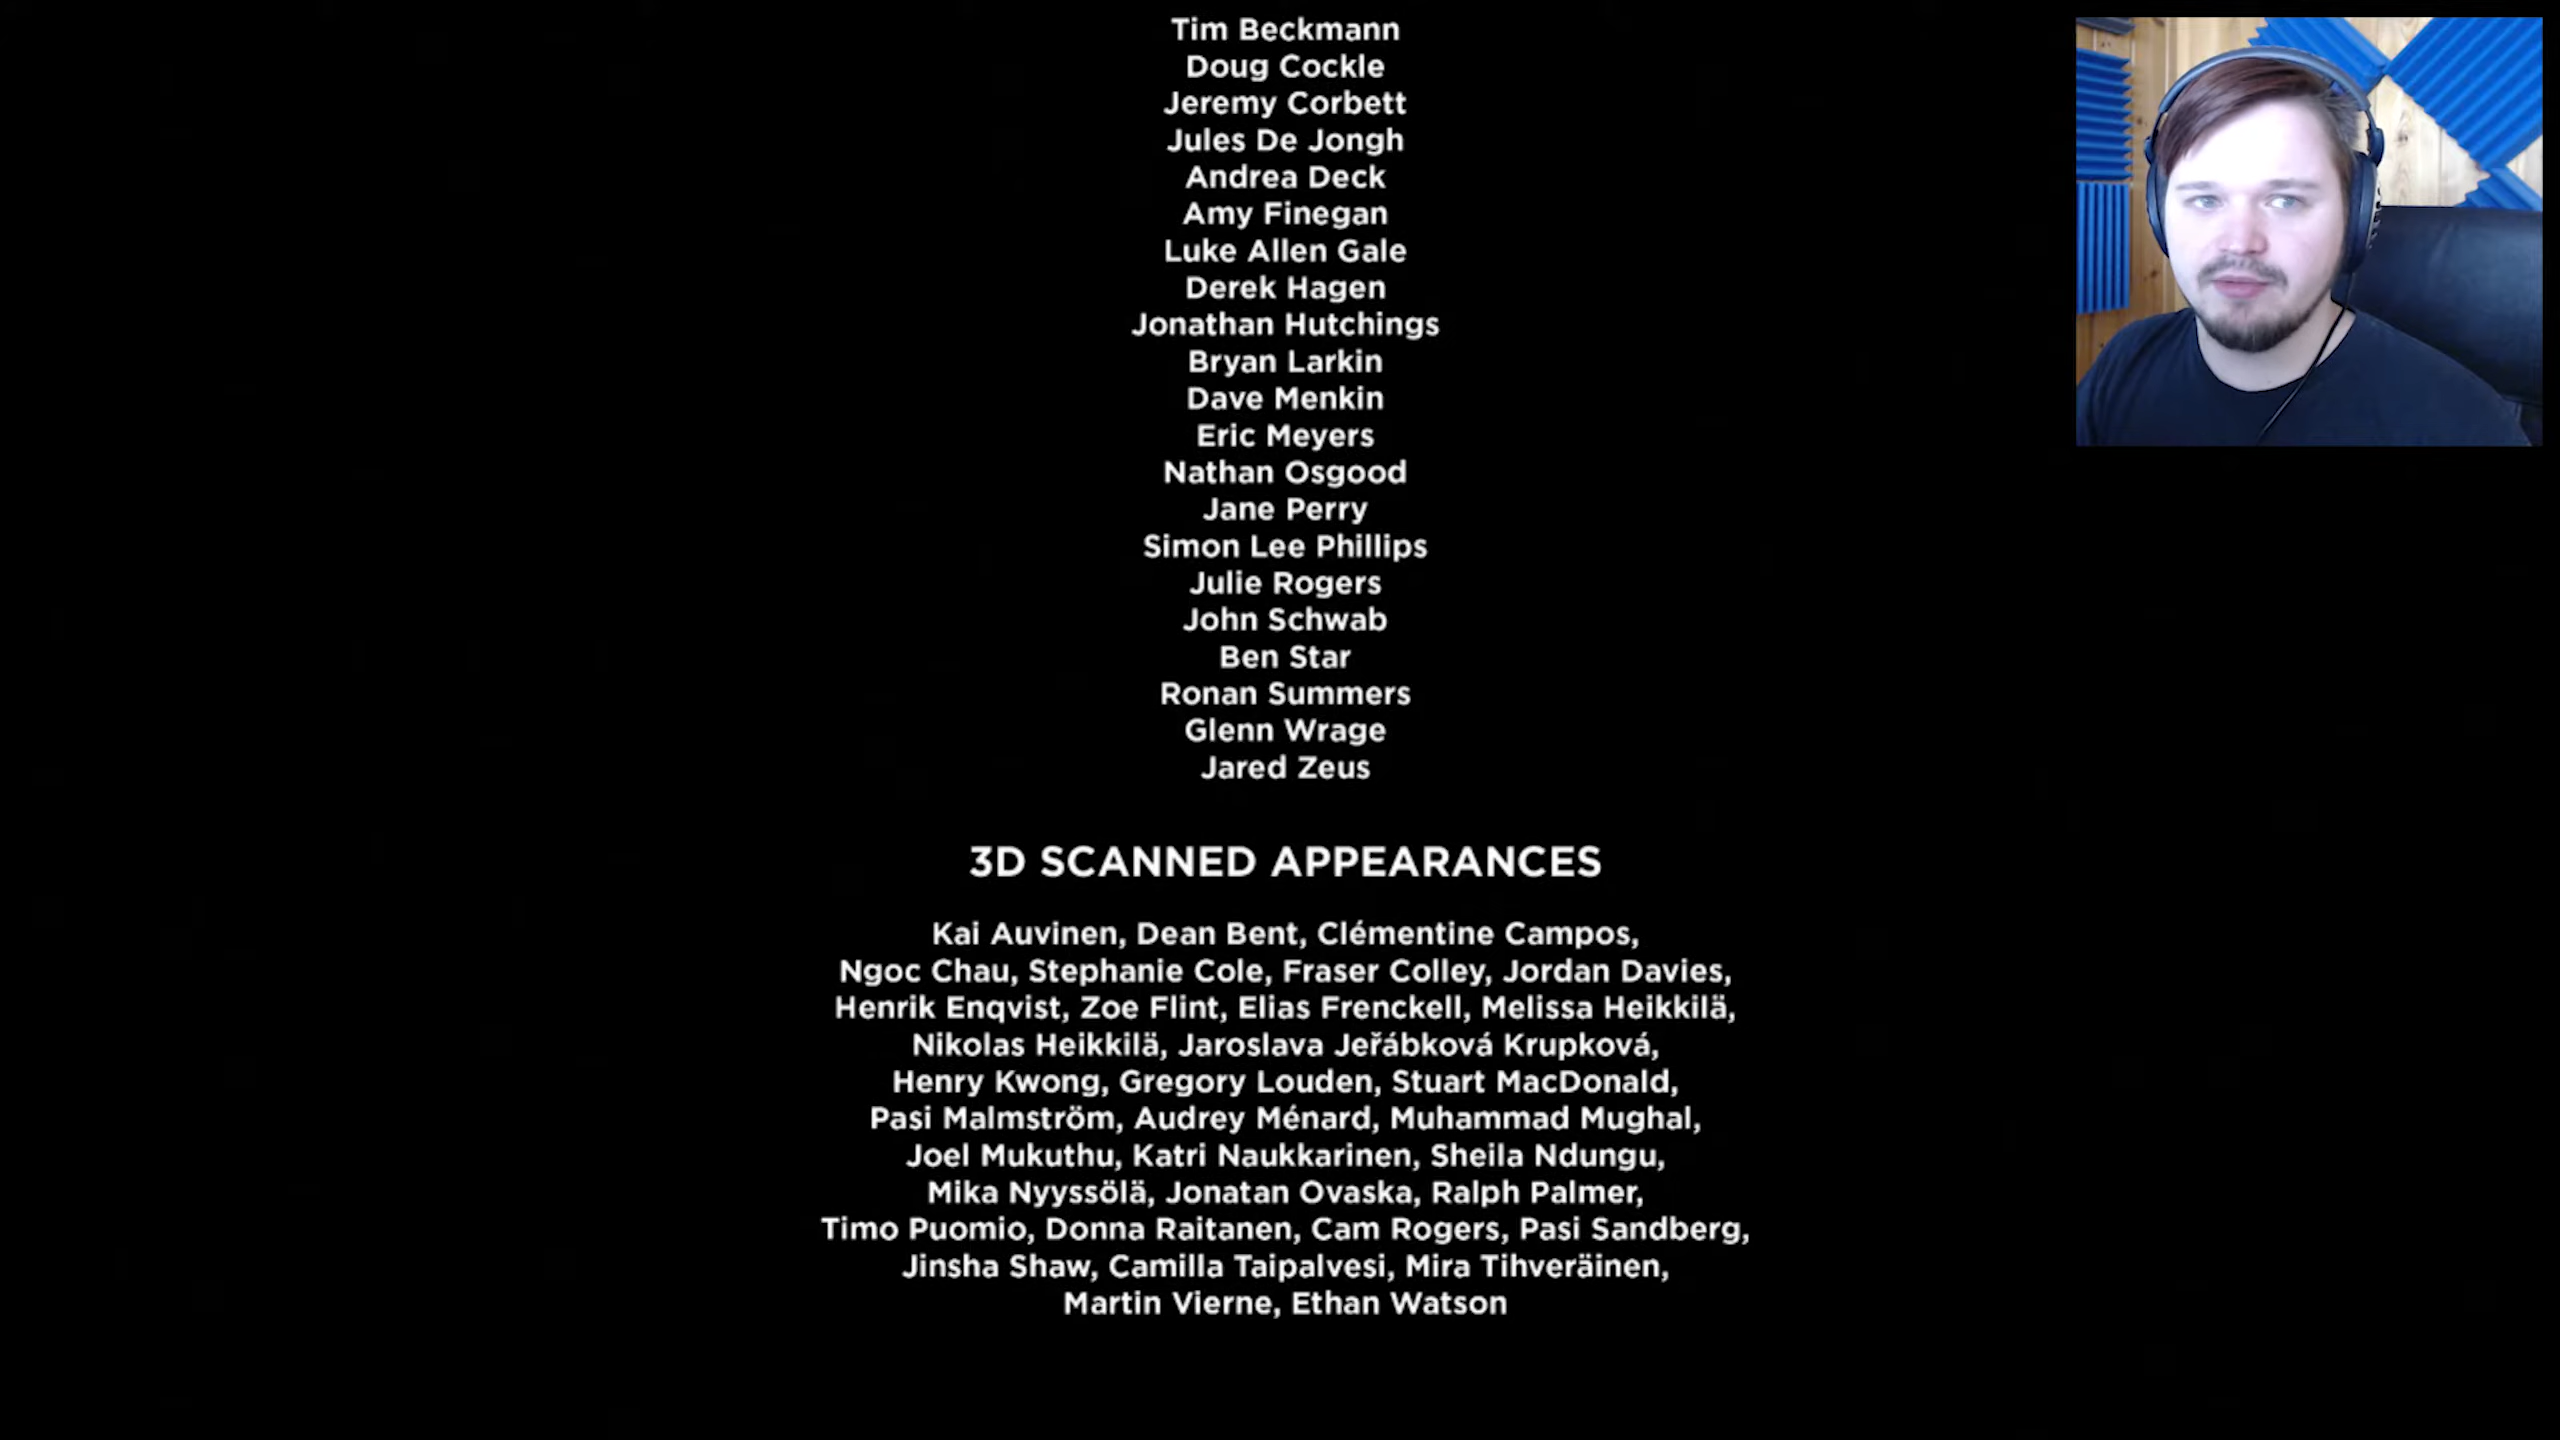 Tim Beckmann
Doug Cockle
Jeremy Corbett
Jules De Jongh
Andrea Deck
Amy Finegan
Luke Allen Gale
Derek Hagen
Jonathan Hutchings
Bryan Larkin
Dave Menkin
Eric Meyers
Nathan Osgood
Jane Perry
Simon Lee Phillips
Julie Rogers
John Schwab
Ben Star
Ronan Summers
Glenn Wrage
Jared Zeus
3D SCANNED APPEARANCES
Kai Auvinen, Dean Bent, Clémentine Campos,
Ngoc Chau, Stephanie Cole, Fraser Colley, Jordan Davies,
Henrik Enqvist, Zoe Flint, Elias Frenckell, Melissa Heikkilä,
Nikolas Heikkilä, Jaroslava Jeřábková Krupková,
Henry Kwong, Gregory Louden, Stuart MacDonald,
Pasi Malmström, Audrey Ménard, Muhammad Mughal,
Joel Mukuthu, Katri Naukkarinen, Sheila Ndungu,
Mika Nyyssölä, Jonatan Ovaska, Ralph Palmer,
Timo Puomio, Donna Raitanen, Cam Rogers, Pasi Sandberg,
Jinsha Shaw, Camilla Taipalvesi, Mira Tihveräinen,
Martin Vierne, Ethan Watson